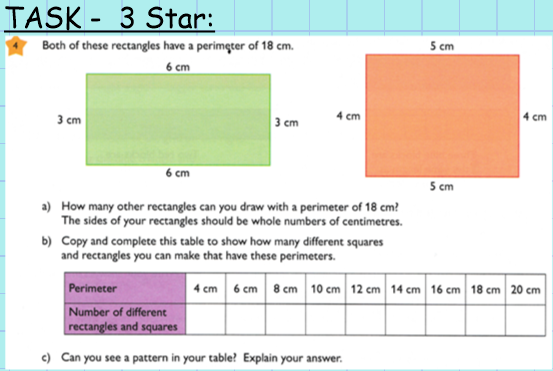 TASK - 3 Star:
4 Both of these rectangles have a perimeter of 18 cm.
5 cm
6 cm
3 cm
3 cm
4 cm
4 cm
6 cm
5 cm
a) How many other rectangles can you draw with a perimeter of 18 cm?
The sides of your rectangles should be whole numbers of centimetres.
b) Copy and complete this table to show how many different squares
and rectangles you can make that have these perimeters.
Perimeter 4 cm 6 cm 8 cm 10 cm 12 cm 14 cm 16 cm 18 cm 20 cm
Number of different
rectangles and squares
c) Can you see a pattern in your table? Explain your answer.